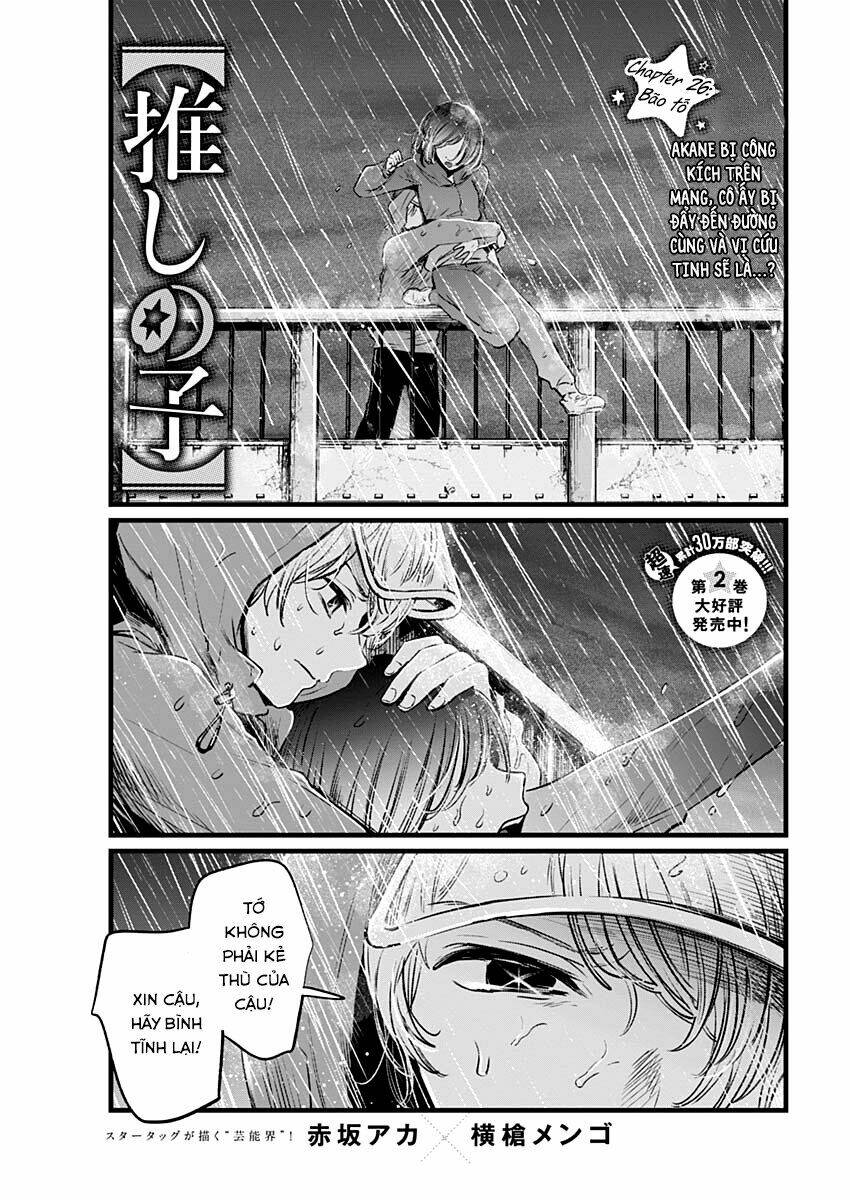 【推しの子】
Chapter 26:
Bão tố
AKANE BỊ CÔNG
KÍCH TRÊN
MẠNG, CÔ ẤY BỊ
ĐẨY ĐẾN ĐƯỜNG
CÙNG VÀ VỊ CỨU
TINH SẼ LÀ...?
超速
累計30万部突破!!!
第2巻
大好評
発売中!
TỚ
KHÔNG
PHẢI KẺ
THÙ CỦA
CẬU!
XIN CẬU,
HÃY BÌNH
TĨNH LẠI!
スタータッグが描く“芸能界”!
赤坂アカ × 横槍メンゴ